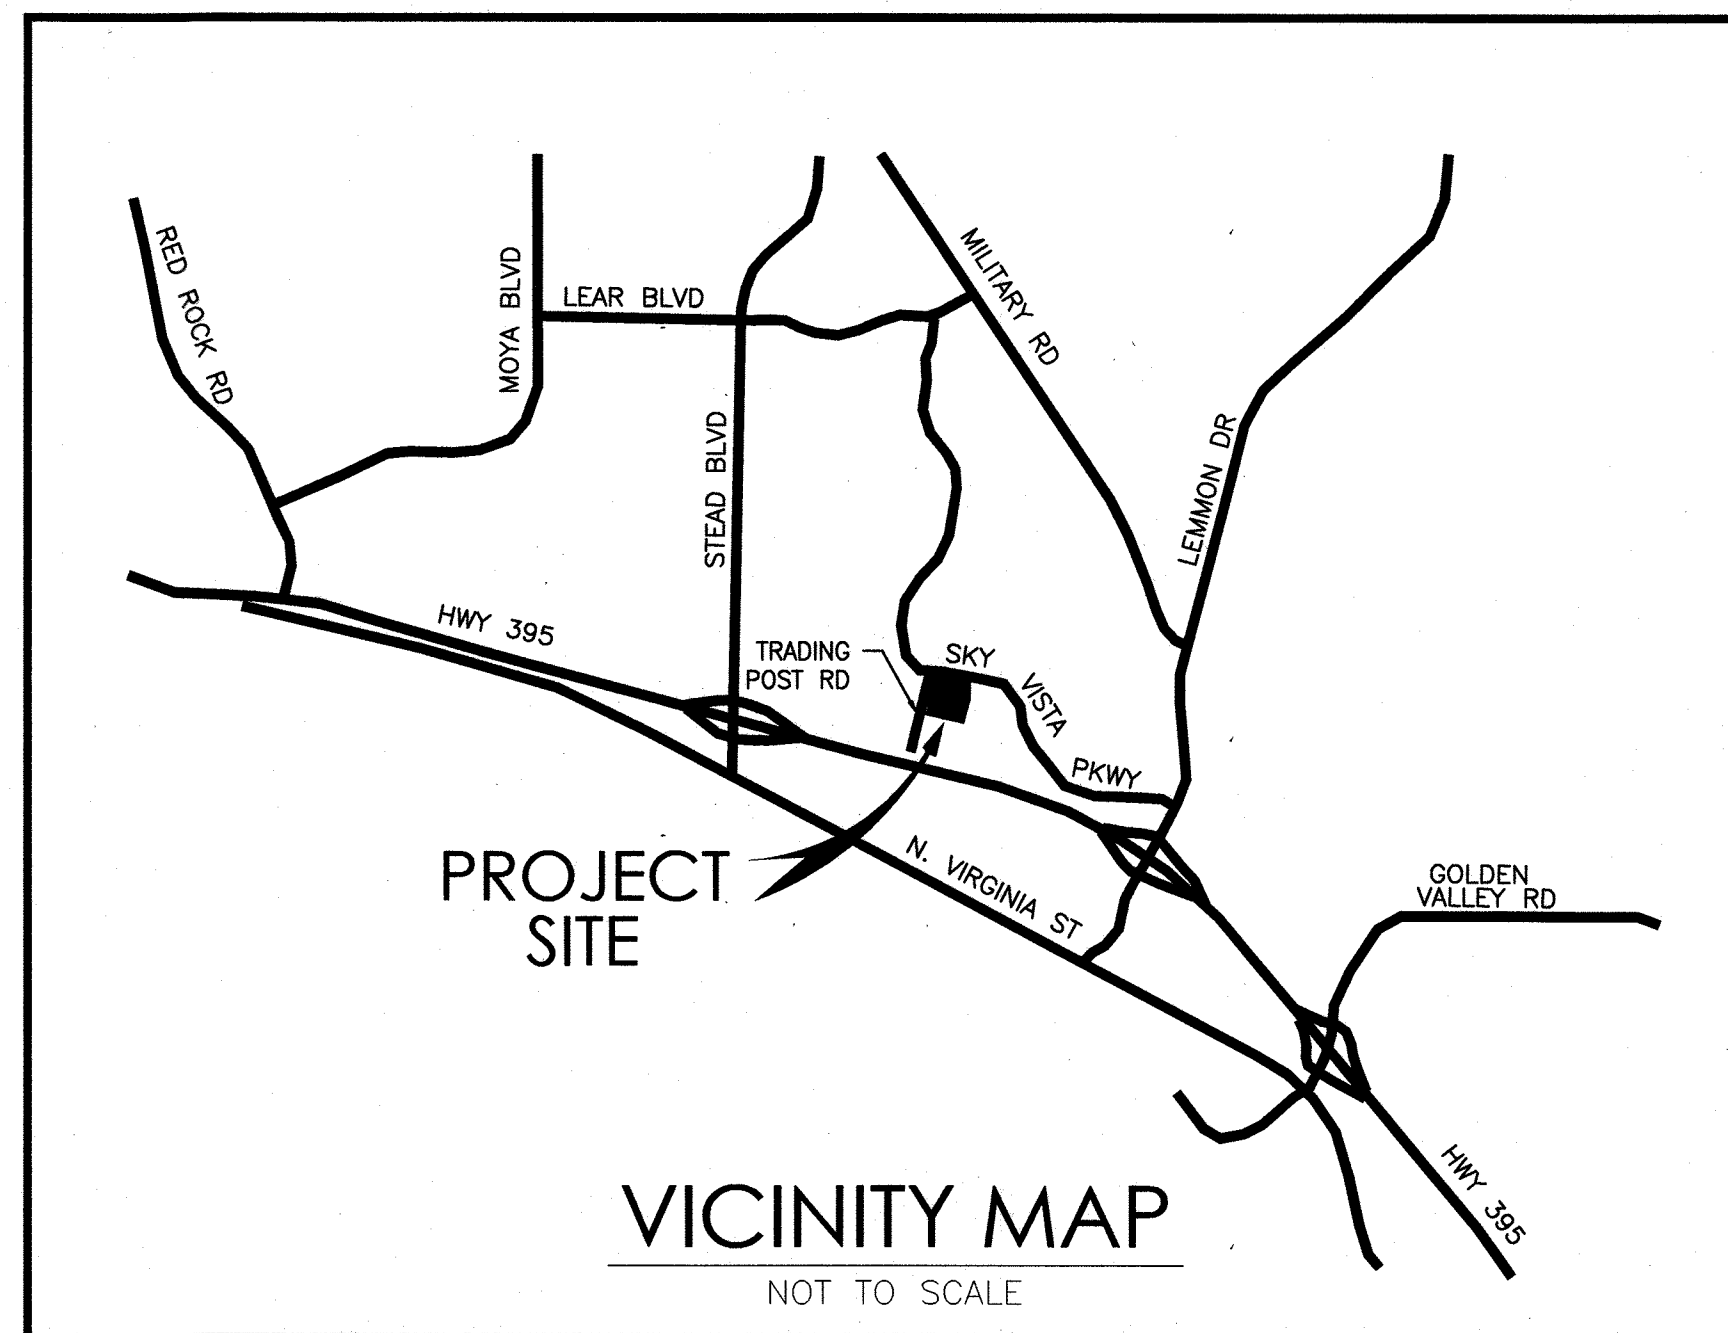 RED ROCK RD
MOYA BLVD
LEAR BLVD
MILITARY RD
STEAD BLVD
LEMMON DR
HWY 395
TRADING
POST RD
SKY
VISTA
PKWY
PROJECT
SITE
N. VIRGINIA ST
GOLDEN
VALLEY RD
HWY 395
VICINITY MAP
NOT TO SCALE